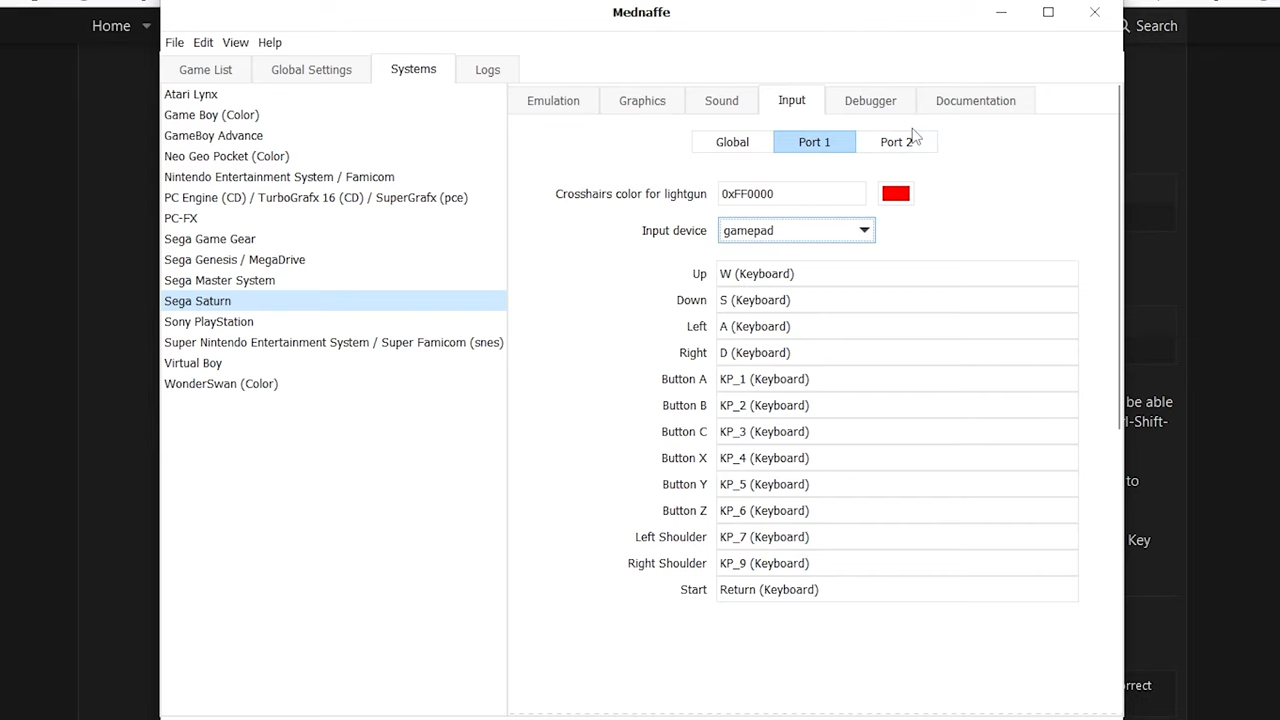 Mednaffe
Home
Search
File Edit View Help
Game List Global Settings Systems Logs
Atari Lynx
Game Boy (Color)
GameBoy Advance
Neo Geo Pocket (Color)
Nintendo Entertainment System / Famicom
PC Engine (CD) / TurboGrafx 16 (CD) / SuperGrafx (pce)
PC-FX
Sega Game Gear
Sega Genesis / MegaDrive
Sega Master System
Sega Saturn
Sony PlayStation
Super Nintendo Entertainment System / Super Famicom (snes)
Virtual Boy
WonderSwan (Color)
Emulation Graphics Sound Input Debugger Documentation
Global Port 1 Port 2
Crosshairs color for lightgun 0xFF0000
Input device gamepad
Up W (Keyboard)
Down S (Keyboard)
Left A (Keyboard)
Right D (Keyboard)
Button A KP_1 (Keyboard)
Button B KP_2 (Keyboard)
Button C KP_3 (Keyboard)
Button X KP_4 (Keyboard)
Button Y KP_5 (Keyboard)
Button Z KP_6 (Keyboard)
Left Shoulder KP_7 (Keyboard)
Right Shoulder KP_9 (Keyboard)
Start Return (Keyboard)
be able
l-Shift-
to
Key
rrect